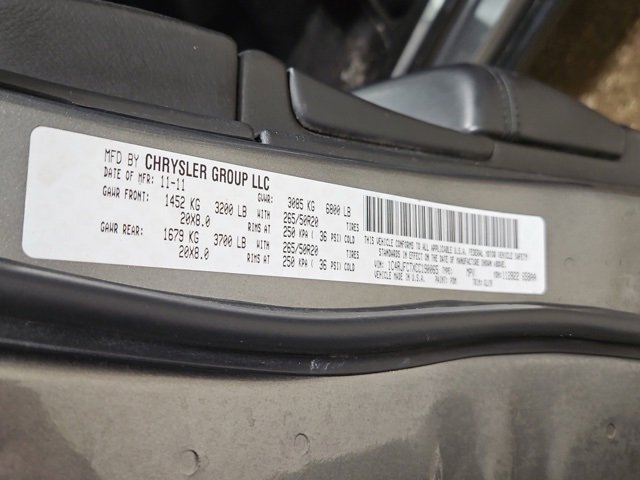 MFD BY CHRYSLER GROUP LLC
DATE OF MFR: 11-11 GVWR: 3085 KG 6800 LB
GAWR FRONT: 1452 KG 3200 LB WITH 265/50R20 TIRES
20X8.0 RIMS AT 250 KPA ( 36 PSI) COLD
GAWR REAR: 1679 KG 3700 LB WITH 265/50R20 TIRES
20X8.0 RIMS AT 250 KPA ( 36 PSI) COLD
THIS VEHICLE CONFORMS TO ALL APPLICABLE U.S.A. FEDERAL MOTOR VEHICLE SAFETY
STANDARDS IN EFFECT ON THE DATE OF MANUFACTURE SHOWN ABOVE.
VIN: TYPE: MPV
VEHICLE MADE IN U.S.A. PAINT: PDM